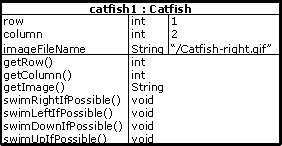 catfish1 : Catfish
row int 1
column int 2
imageFileName String "/Catfish-right.gif"
getRow() int
getColumn() int
getImage() String
swimRightIfPossible() void
swimLeftIfPossible() void
swimDownIfPossible() void
swimUpIfPossible() void